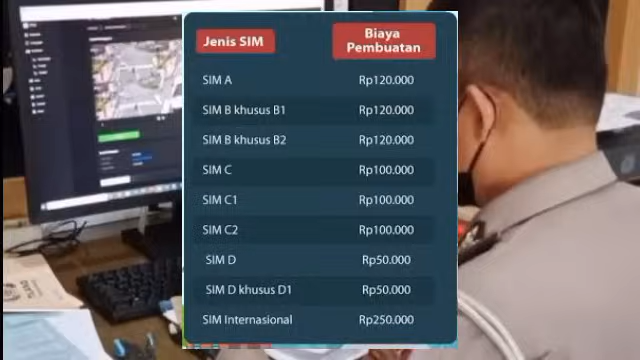 Jenis SIM Biaya Pembuatan
SIM A Rp120.000
SIM B khusus B1 Rp120.000
SIM B khusus B2 Rp120.000
SIM C Rp100.000
SIM C1 Rp100.000
SIM C2 Rp100.000
SIM D Rp50.000
SIM D khusus D1 Rp50.000
SIM Internasional Rp250.000